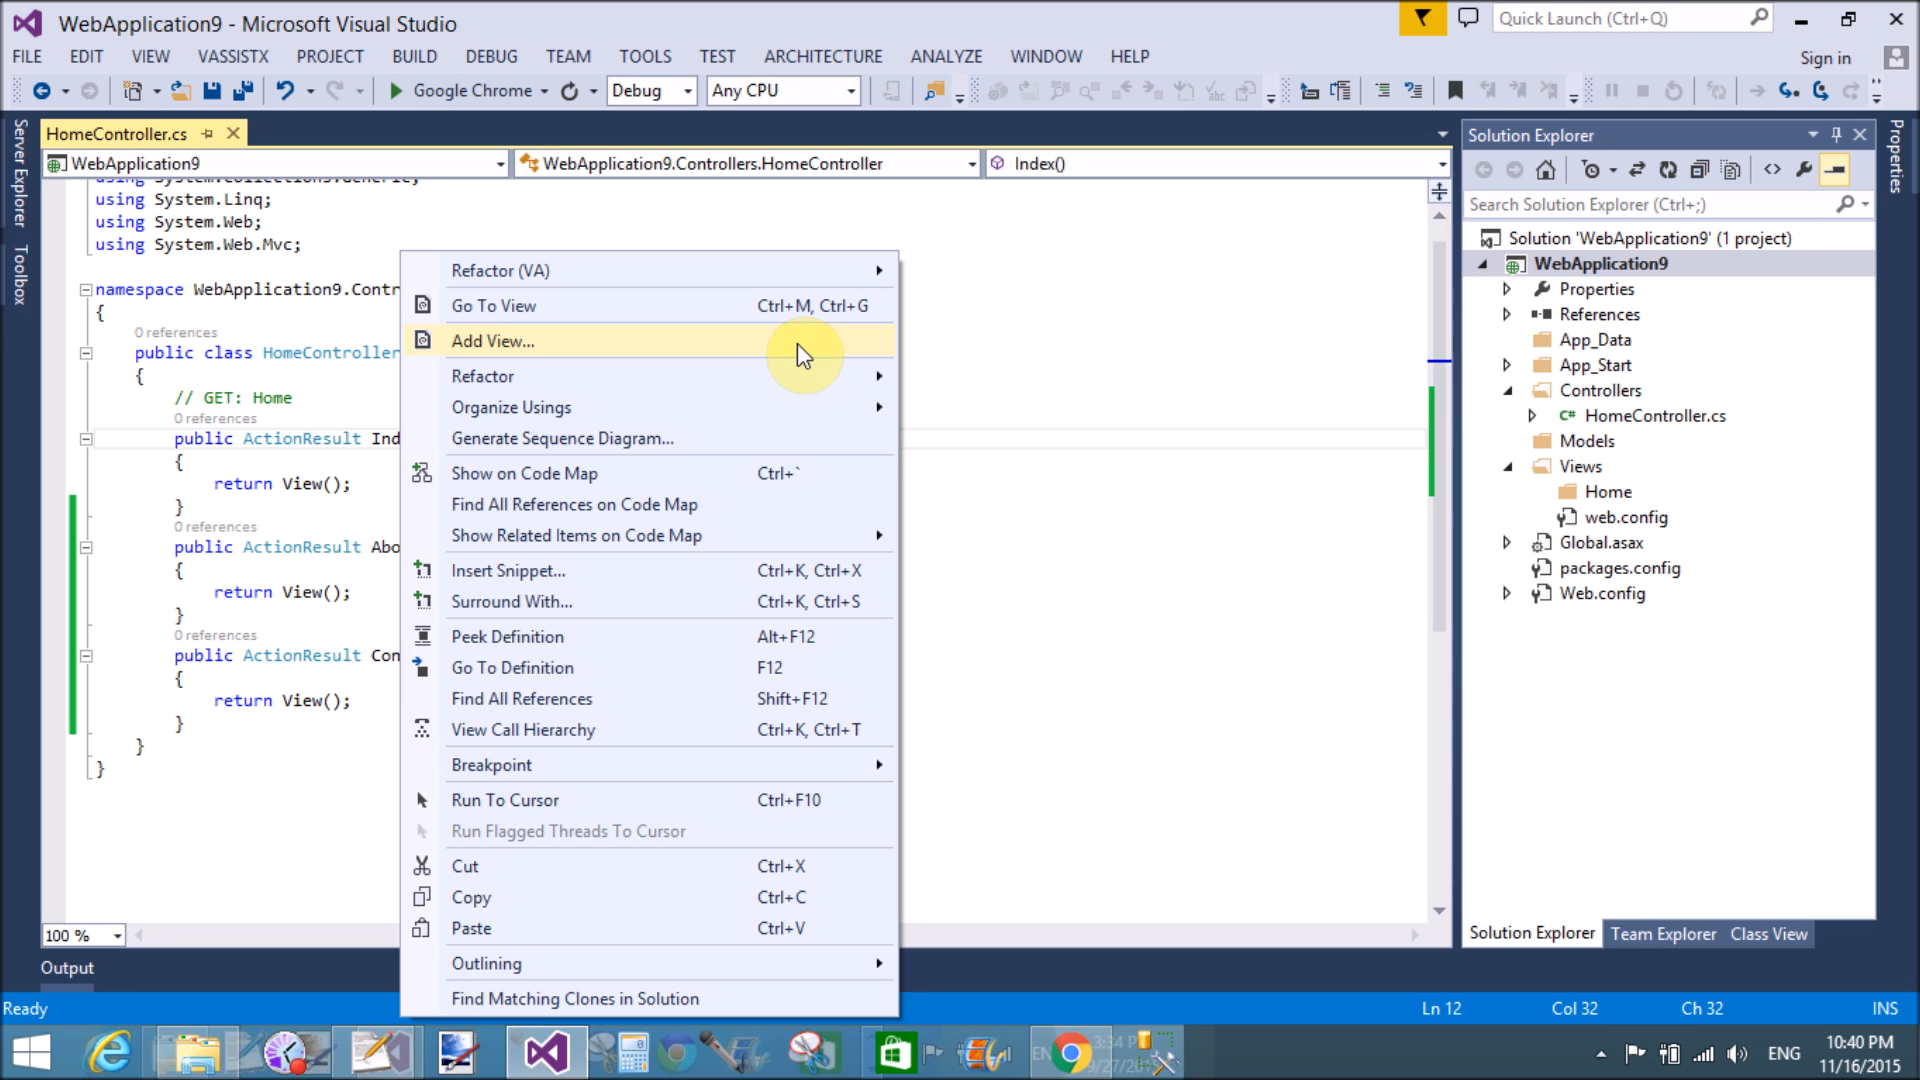 WebApplication9 - Microsoft Visual Studio
Quick Launch (Ctrl+Q)
FILE EDIT VIEW VASSISTX PROJECT BUILD DEBUG TEAM TOOLS TEST ARCHITECTURE ANALYZE WINDOW HELP
Sign in
Google Chrome Debug Any CPU
Server Explorer
Toolbox
HomeController.cs
WebApplication9 WebApplication9.Controllers.HomeController Index()
using System.Collections.Generic;
using System.Linq;
using System.Web;
using System.Web.Mvc;
namespace WebApplication9.Contr
{
0 references
public class HomeController
{
// GET: Home
0 references
public ActionResult Ind
{
return View();
}
0 references
public ActionResult Abo
{
return View();
}
0 references
public ActionResult Con
{
return View();
}
}
}
Refactor (VA)
Go To View Ctrl+M, Ctrl+G
Add View...
Refactor
Organize Usings
Generate Sequence Diagram...
Show on Code Map Ctrl+`
Find All References on Code Map
Show Related Items on Code Map
Insert Snippet... Ctrl+K, Ctrl+X
Surround With... Ctrl+K, Ctrl+S
Peek Definition Alt+F12
Go To Definition F12
Find All References Shift+F12
View Call Hierarchy Ctrl+K, Ctrl+T
Breakpoint
Run To Cursor Ctrl+F10
Run Flagged Threads To Cursor
Cut Ctrl+X
Copy Ctrl+C
Paste Ctrl+V
Outlining
Find Matching Clones in Solution
Solution Explorer
Search Solution Explorer (Ctrl+;)
Solution 'WebApplication9' (1 project)
WebApplication9
Properties
References
App_Data
App_Start
Controllers
C# HomeController.cs
Models
Views
Home
web.config
Global.asax
packages.config
Web.config
Solution Explorer Team Explorer Class View
Properties
100 %
Output
Ready
Ln 12 Col 32 Ch 32 INS
EN 3:34 PM
ENG
10:40 PM
11/16/2015